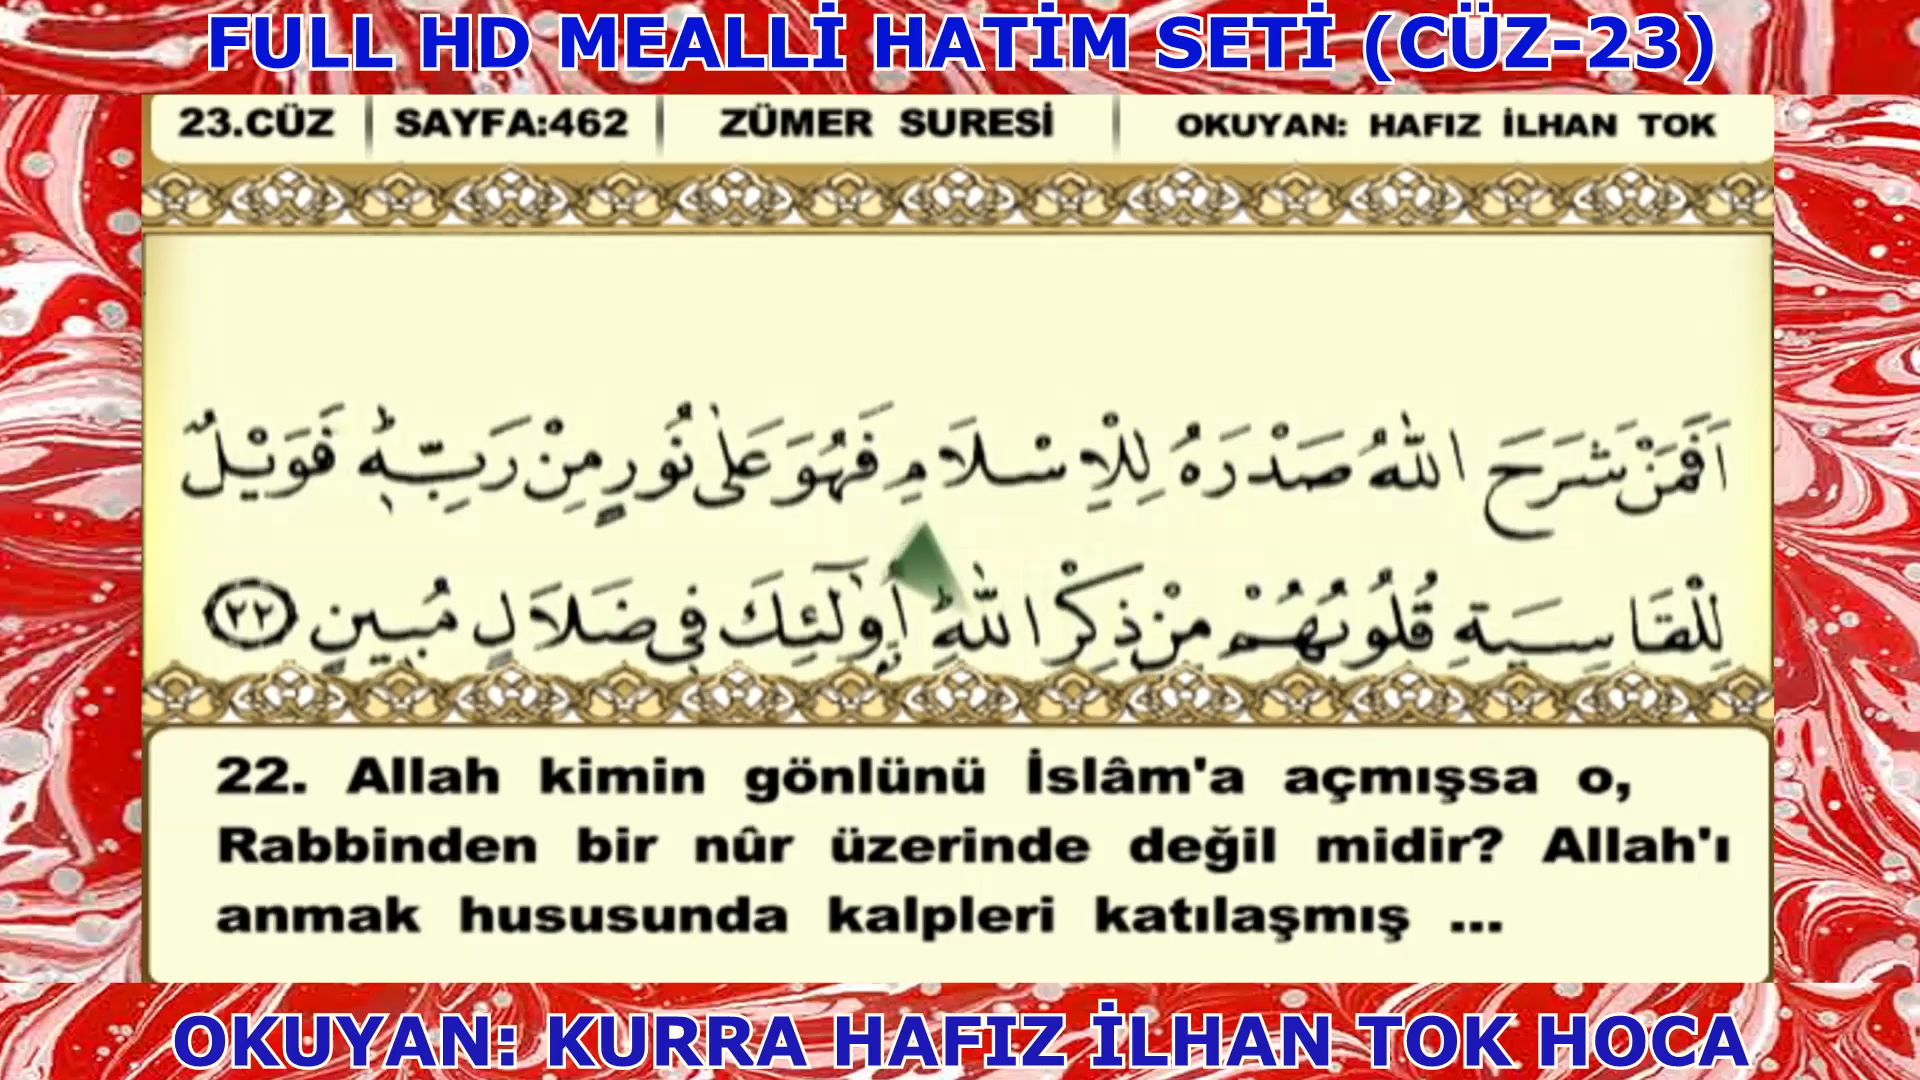 FULL HD MEALLİ HATİM SETİ (CÜZ-23)
23.CÜZ | SAYFA:462 | ZÜMER SURESİ | OKUYAN: HAFIZ İLHAN TOK
اَفَمَنْ شَرَحَ اللّٰهُ صَدْرَهُ لِلْاِسْلَامِ فَهُوَ عَلٰى نُورٍ مِنْ رَبِّهٖۜ فَوَيْلٌ
لِلْقَاسِيَةِ قُلُوبُهُمْ مِنْ ذِكْرِ اللّٰهِۜ اُو۬لٰٓئِكَ فٖي ضَلَالٍ مُبٖينٍ ﴿٢٢﴾
22. Allah kimin gönlünü İslâm'a açmışsa o,
Rabbinden bir nûr üzerinde değil midir? Allah'ı
anmak hususunda kalpleri katılaşmış ...
OKUYAN: KURRA HAFIZ İLHAN TOK HOCA